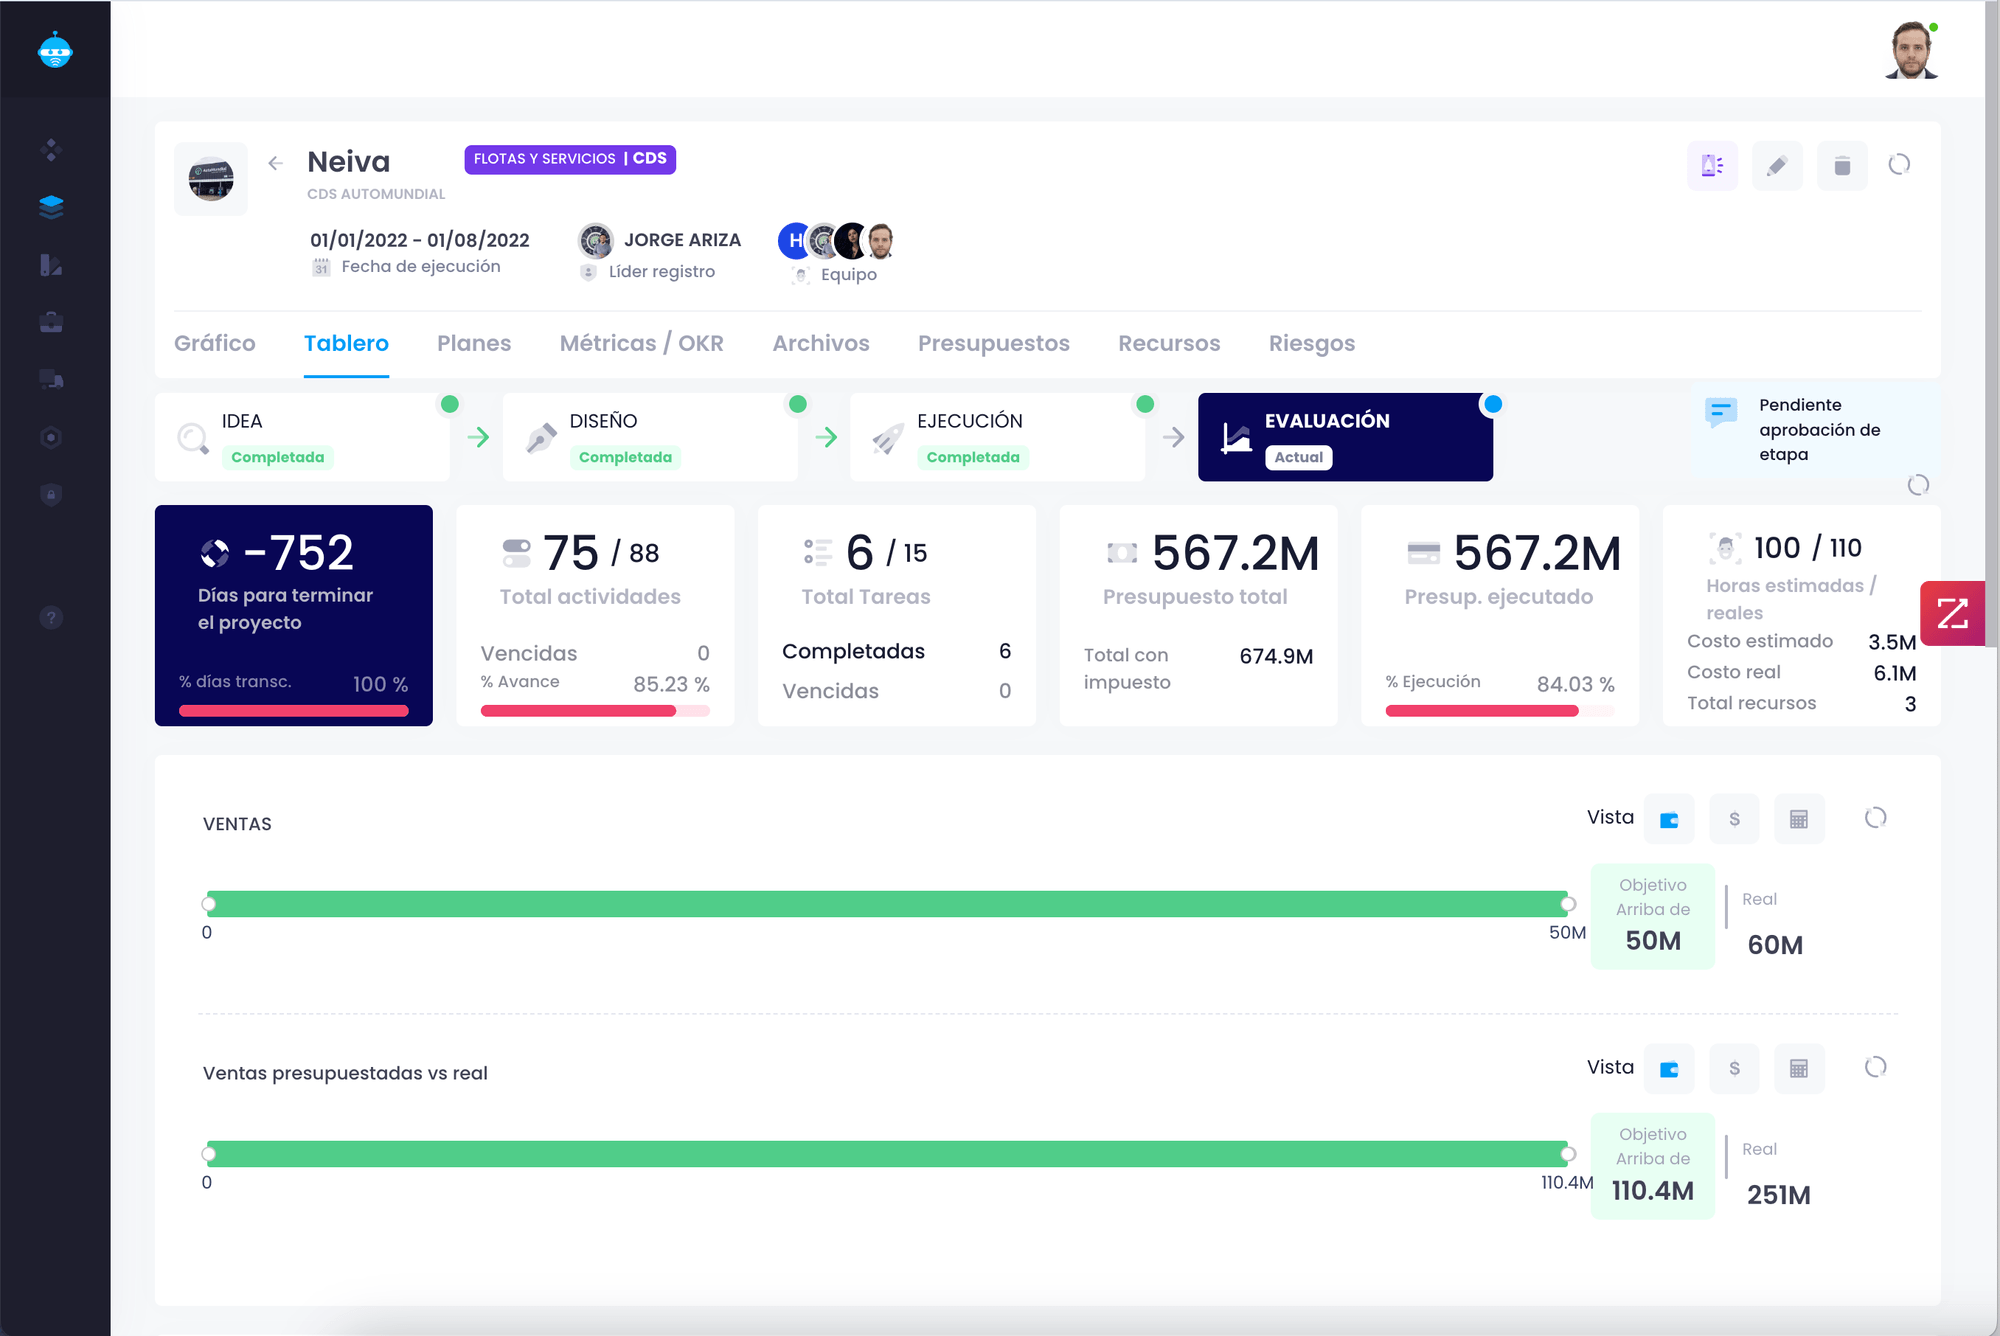 Neiva
FLOTAS Y SERVICIOS | CDS
CDS AUTOMUNDIAL
01/01/2022 - 01/08/2022
31 Fecha de ejecución
JORGE ARIZA
Líder registro
H
Equipo
Gráfico
Tablero
Planes
Métricas / OKR
Archivos
Presupuestos
Recursos
Riesgos
IDEA
Completada
DISEÑO
Completada
EJECUCIÓN
Completada
EVALUACIÓN
Actual
Pendiente
aprobación de
etapa
-752
Días para terminar
el proyecto
% días transc. 100 %
75 / 88
Total actividades
Vencidas 0
% Avance 85.23 %
6 / 15
Total Tareas
Completadas 6
Vencidas 0
567.2M
Presupuesto total
Total con
impuesto
674.9M
567.2M
Presup. ejecutado
% Ejecución 84.03 %
100 / 110
Horas estimadas /
reales
Costo estimado 3.5M
Costo real 6.1M
Total recursos 3
?
VENTAS
Vista
$
0
50M
Objetivo
Arriba de
50M
Real
60M
Ventas presupuestadas vs real
Vista
$
0
110.4M
Objetivo
Arriba de
110.4M
Real
251M